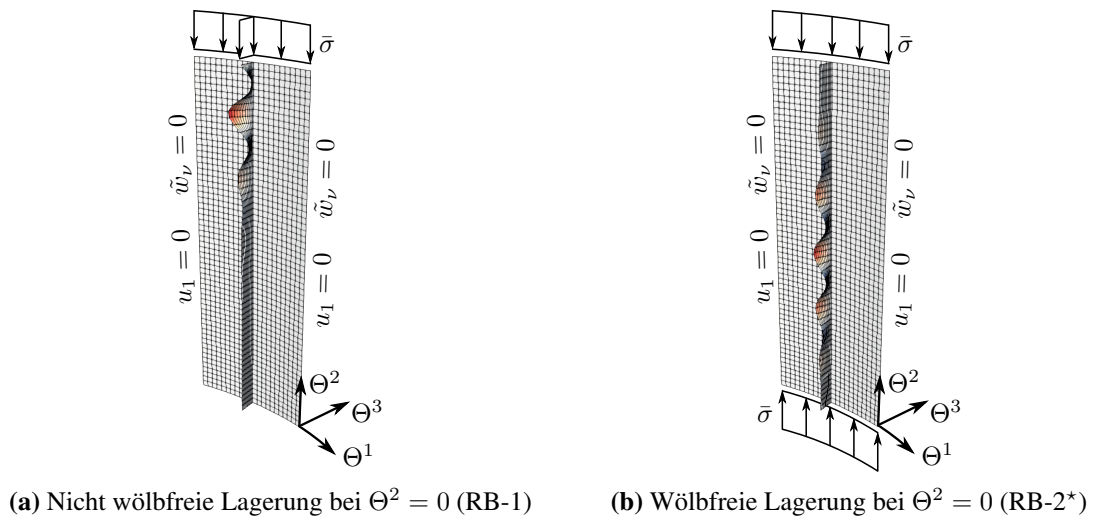 σ̄
w̃_ν = 0
u₁ = 0
w̃_ν = 0
u₁ = 0
Θ²
Θ³
Θ¹
(a) Nicht wölbfreie Lagerung bei Θ² = 0 (RB-1)
σ̄
w̃_ν = 0
u₁ = 0
w̃_ν = 0
u₁ = 0
Θ²
Θ³
σ̄
Θ¹
(b) Wölbfreie Lagerung bei Θ² = 0 (RB-2⋆)